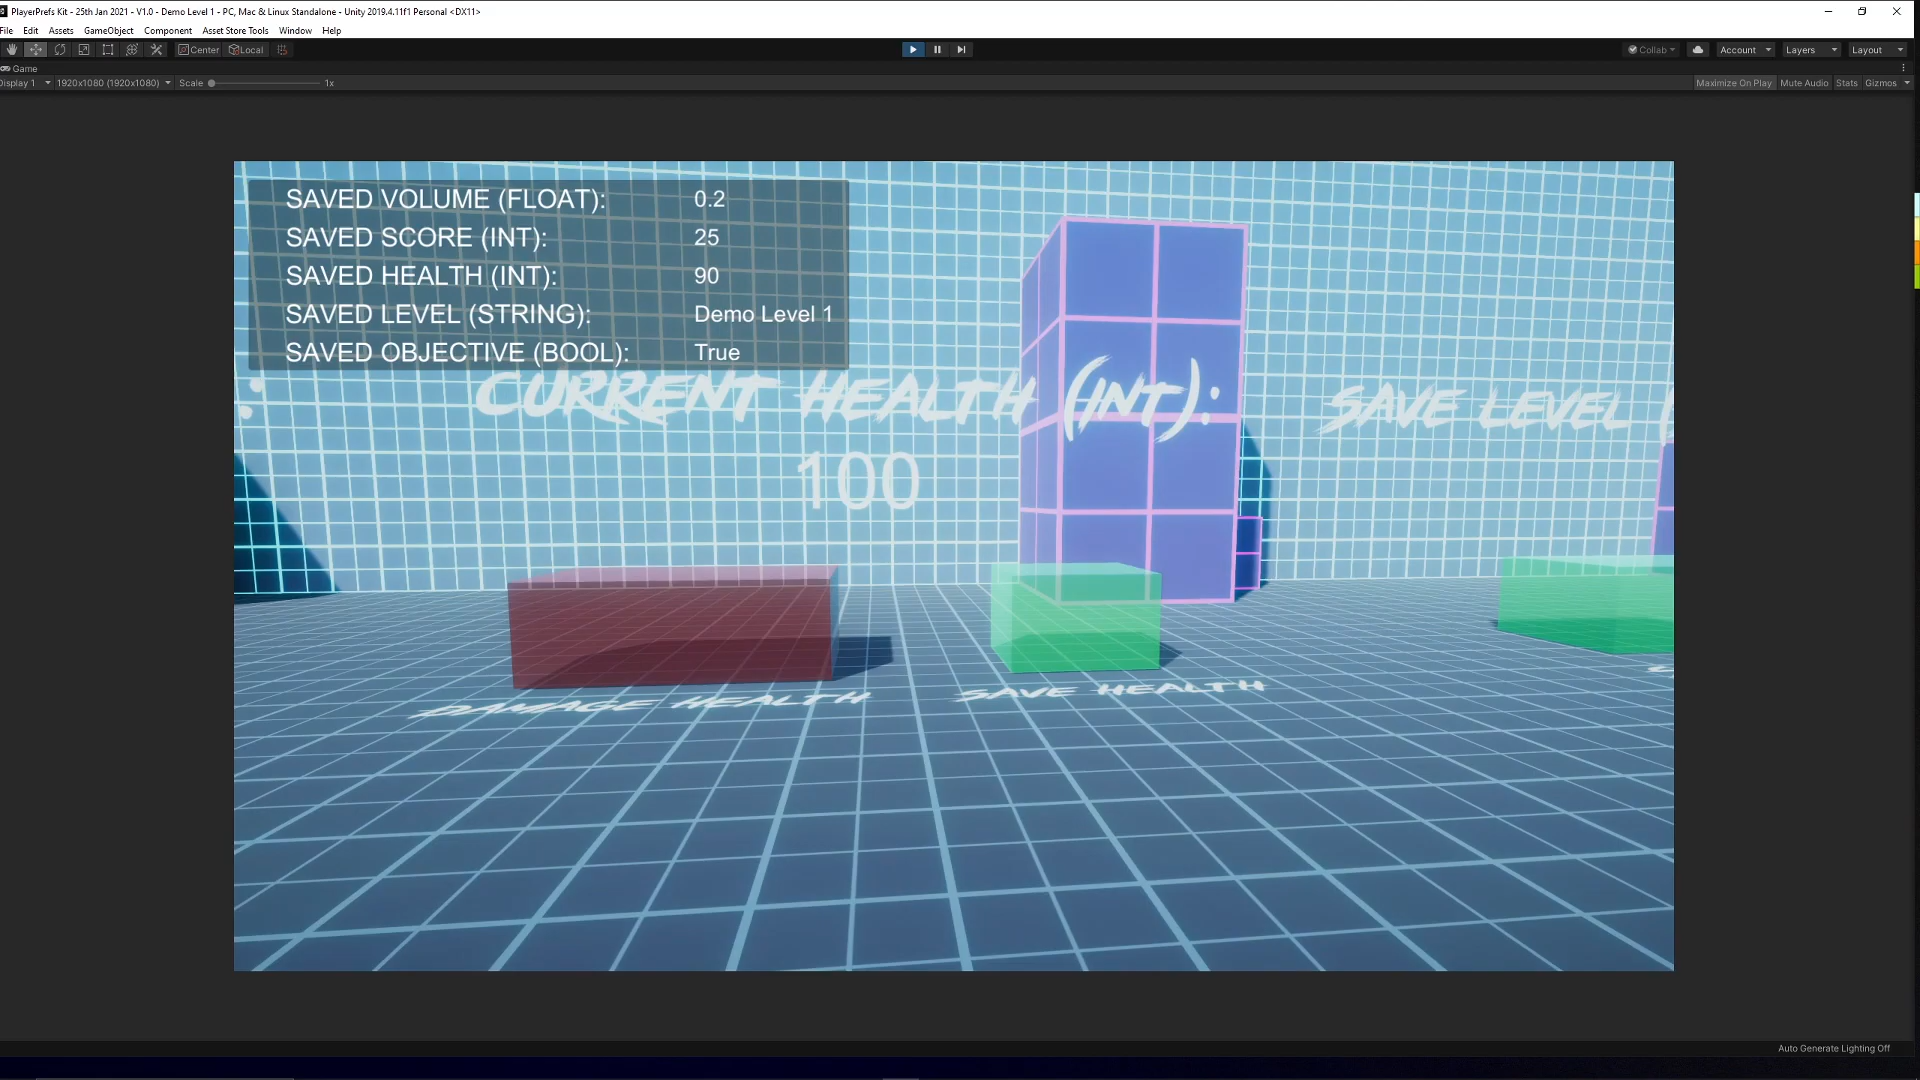 PlayerPrefs Kit - 25th Jan 2021 - V1.0 - Demo Level 1 - PC, Mac & Linux Standalone - Unity 2019.4.11f1 Personal <DX11>
File Edit Assets GameObject Component Asset Store Tools Window Help
Center Local Collab Account Layers Layout
Game
Display 1 1920x1080 (1920x1080) Scale 1x Maximize On Play Mute Audio Stats Gizmos
SAVED VOLUME (FLOAT): 0.2
SAVED SCORE (INT): 25
SAVED HEALTH (INT): 90
SAVED LEVEL (STRING): Demo Level 1
SAVED OBJECTIVE (BOOL): True
: CURRENT HEALTH (INT): SAVE LEVEL (
100
DAMAGE HEALTH SAVE HEALTH
Auto Generate Lighting Off